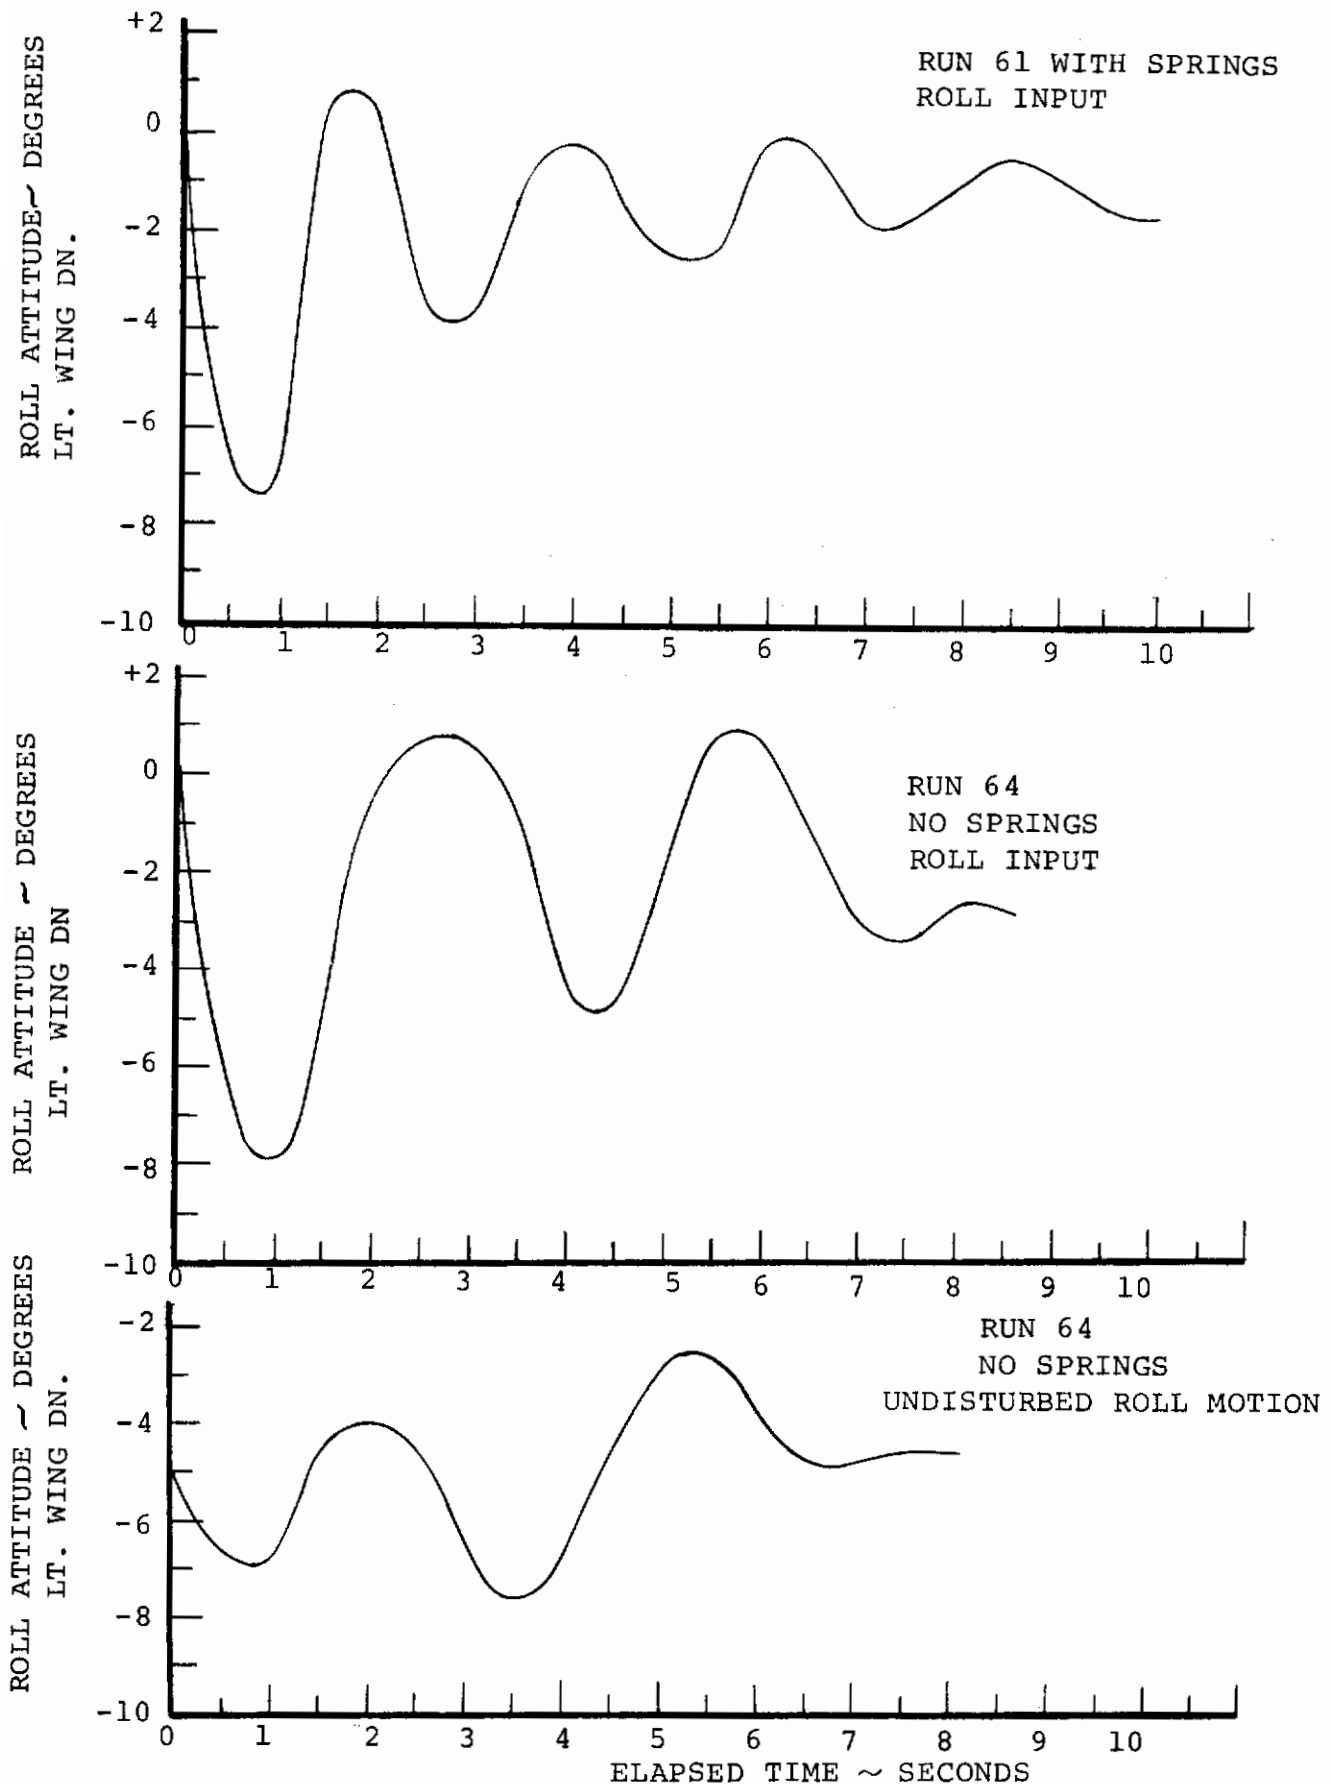 ROLL ATTITUDE ~ DEGREES
LT. WING DN.
+2
0
-2
-4
-6
-8
-10
RUN 61 WITH SPRINGS
ROLL INPUT
0 1 2 3 4 5 6 7 8 9 10
ROLL ATTITUDE ~ DEGREES
LT. WING DN
+2
0
-2
-4
-6
-8
-10
RUN 64
NO SPRINGS
ROLL INPUT
0 1 2 3 4 5 6 7 8 9 10
ROLL ATTITUDE ~ DEGREES
LT. WING DN.
-2
-4
-6
-8
-10
RUN 64
NO SPRINGS
UNDISTURBED ROLL MOTION
0 1 2 3 4 5 6 7 8 9 10
ELAPSED TIME ~ SECONDS